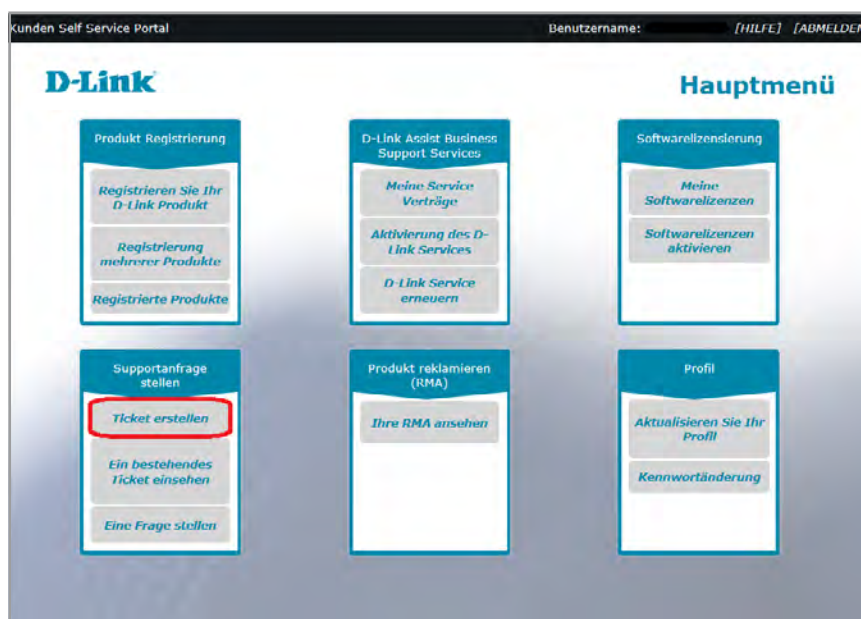 Kunden Self Service Portal
Benutzername:
[HILFE] [ABMELDEN
D-Link
Hauptmenü
Produkt Registrierung
Registrieren Sie Ihr
D-Link Produkt
Registrierung
mehrerer Produkte
Registrierte Produkte
D-Link Assist Business
Support Services
Meine Service
Verträge
Aktivierung des D-
Link Services
D-Link Service
erneuern
Softwarelizensierung
Meine
Softwarelizenzen
Softwarelizenzen
aktivieren
Supportanfrage
stellen
Ticket erstellen
Ein bestehendes
Ticket einsehen
Eine Frage stellen
Produkt reklamieren
(RMA)
Ihre RMA ansehen
Profil
Aktualisieren Sie Ihr
Profil
Kennwortänderung